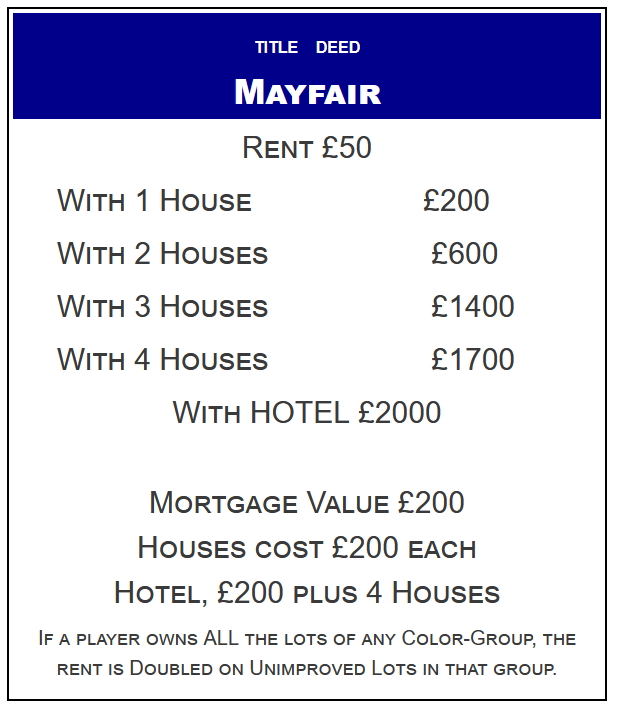 TITLE DEED
MAYFAIR
RENT £50
WITH 1 HOUSE £200
WITH 2 HOUSES £600
WITH 3 HOUSES £1400
WITH 4 HOUSES £1700
WITH HOTEL £2000
MORTGAGE VALUE £200
HOUSES COST £200 EACH
HOTEL, £200 PLUS 4 HOUSES
IF A PLAYER OWNS ALL THE LOTS OF ANY COLOR-GROUP, THE
RENT IS DOUBLED ON UNIMPROVED LOTS IN THAT GROUP.